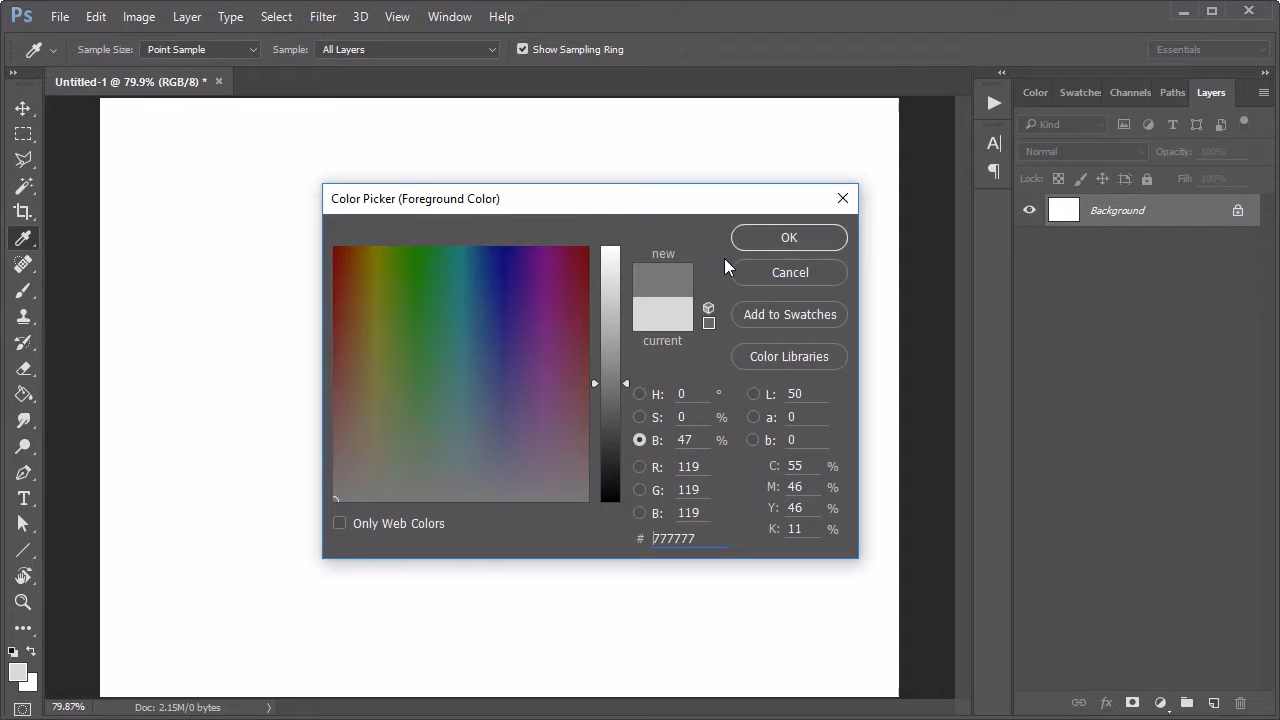 Ps File Edit Image Layer Type Select Filter 3D View Window Help
Sample Size: Point Sample Sample: All Layers Show Sampling Ring Essentials
Untitled-1 @ 79.9% (RGB/8) * ×
Color Swatches Channels Paths Layers
Kind
Normal Opacity: 100%
Lock: Fill: 100%
Background
Color Picker (Foreground Color)
new
current
OK
Cancel
Add to Swatches
Color Libraries
H: 0 ° L: 50
S: 0 % a: 0
B: 47 % b: 0
R: 119 C: 55 %
G: 119 M: 46 %
B: 119 Y: 46 %
# 777777 K: 11 %
Only Web Colors
79.87% Doc: 2.15M/0 bytes